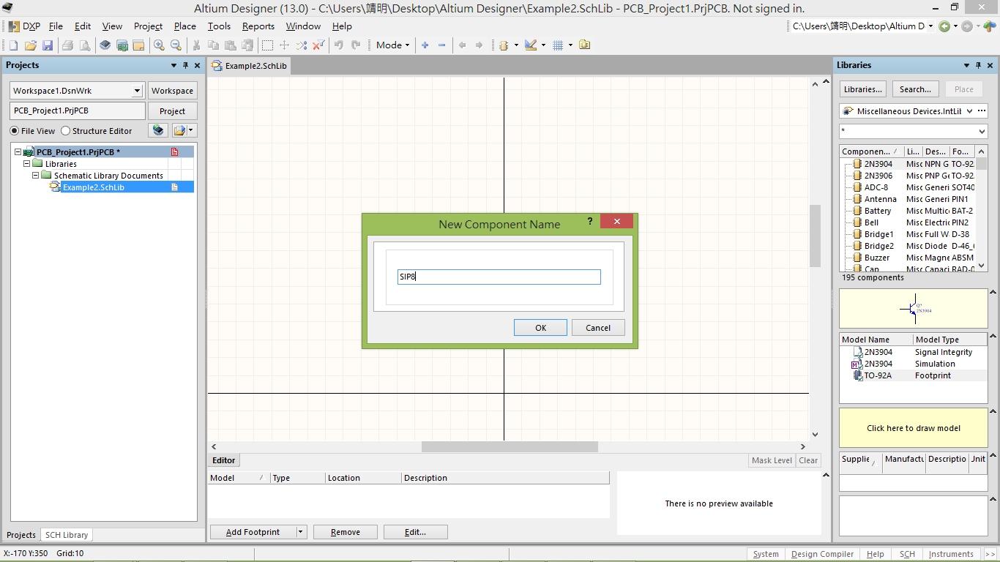 Altium Designer (13.0) - C:\Users\靖明\Desktop\Altium Designer\Example2.SchLib - PCB_Project1.PrjPCB. Not signed in.
DXP File Edit View Project Place Tools Reports Window Help
C:\Users\靖明\Desktop\Altium D
Mode
Projects
Workspace1.DsnWrk Workspace
PCB_Project1.PrjPCB Project
File View Structure Editor
PCB_Project1.PrjPCB *
Libraries
Schematic Library Documents
Example2.SchLib
Projects SCH Library
Example2.SchLib
New Component Name ?
SIP8
OK Cancel
Editor Mask Level Clear
Model Type Location Description
There is no preview available
Add Footprint Remove Edit...
Libraries
Libraries... Search... Place
Miscellaneous Devices.IntLib ...
*
Component... Li... Des... Fo...
2N3904 Misc NPN G TO-92
2N3906 Misc PNP Ge TO-92
ADC-8 Misc Generi SOT40
Antenna Misc Generi PIN1
Battery Misc Multice BAT-2
Bell Misc Electric PIN2
Bridge1 Misc Full W D-38
Bridge2 Misc Diode D-46_6
Buzzer Misc Magne ABSM
Cap Misc Capaci RAD-0
195 components
Q?
2N3904
Model Name Model Type
2N3904 Signal Integrity
2N3904 Simulation
TO-92A Footprint
Click here to draw model
Supplie Manufactu Descriptio Unit
X:-170 Y:350 Grid:10
System Design Compiler Help SCH Instruments >>